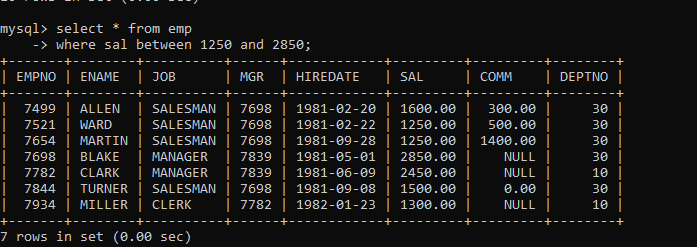 mysql> select * from emp
    -> where sal between 1250 and 2850;
+-------+--------+----------+------+------------+---------+---------+--------+
| EMPNO | ENAME  | JOB      | MGR  | HIREDATE   | SAL     | COMM    | DEPTNO |
+-------+--------+----------+------+------------+---------+---------+--------+
|  7499 | ALLEN  | SALESMAN | 7698 | 1981-02-20 | 1600.00 |  300.00 |     30 |
|  7521 | WARD   | SALESMAN | 7698 | 1981-02-22 | 1250.00 |  500.00 |     30 |
|  7654 | MARTIN | SALESMAN | 7698 | 1981-09-28 | 1250.00 | 1400.00 |     30 |
|  7698 | BLAKE  | MANAGER  | 7839 | 1981-05-01 | 2850.00 |    NULL |     30 |
|  7782 | CLARK  | MANAGER  | 7839 | 1981-06-09 | 2450.00 |    NULL |     10 |
|  7844 | TURNER | SALESMAN | 7698 | 1981-09-08 | 1500.00 |    0.00 |     30 |
|  7934 | MILLER | CLERK    | 7782 | 1982-01-23 | 1300.00 |    NULL |     10 |
+-------+--------+----------+------+------------+---------+---------+--------+
7 rows in set (0.00 sec)